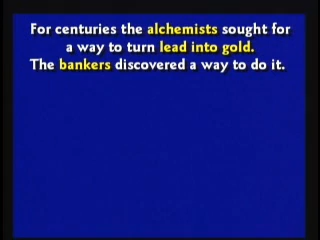 For centuries the alchemists sought for
a way to turn lead into gold.
The bankers discovered a way to do it.